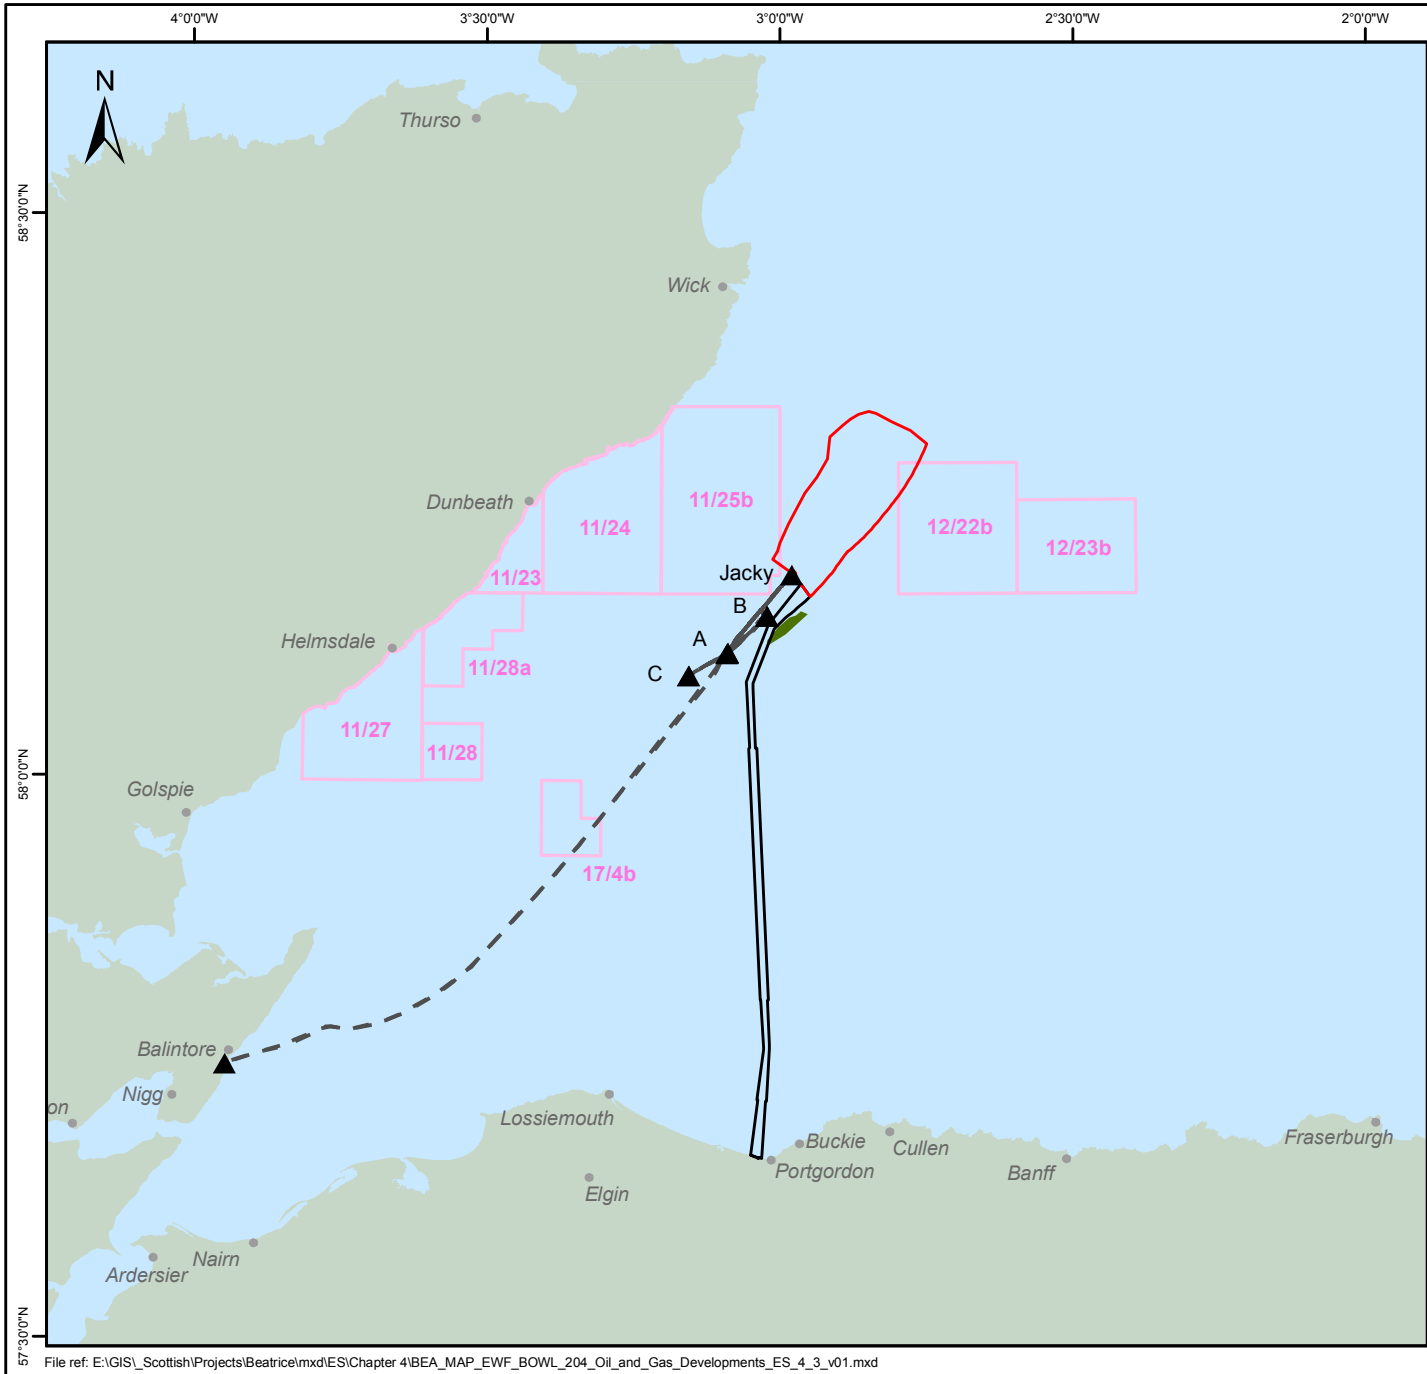 4°0'0"W
3°30'0"W
3°0'0"W
2°30'0"W
2°0'0"W
N
Thurso
58°30'0"N
Wick
Dunbeath
11/25b
11/24
12/22b
12/23b
11/23
Jacky
B
A
C
Helmsdale
11/28a
11/27
11/28
58°0'0"N
Golspie
17/4b
Balintore
Nigg
on
Lossiemouth
Buckie
Cullen
Fraserburgh
Portgordon
Banff
Elgin
Nairn
Ardersier
57°30'0"N
File ref: E:\GIS\_Scottish\Projects\Beatrice\mxd\ES\Chapter 4\BEA_MAP_EWF_BOWL_204_Oil_and_Gas_Developments_ES_4_3_v01.mxd